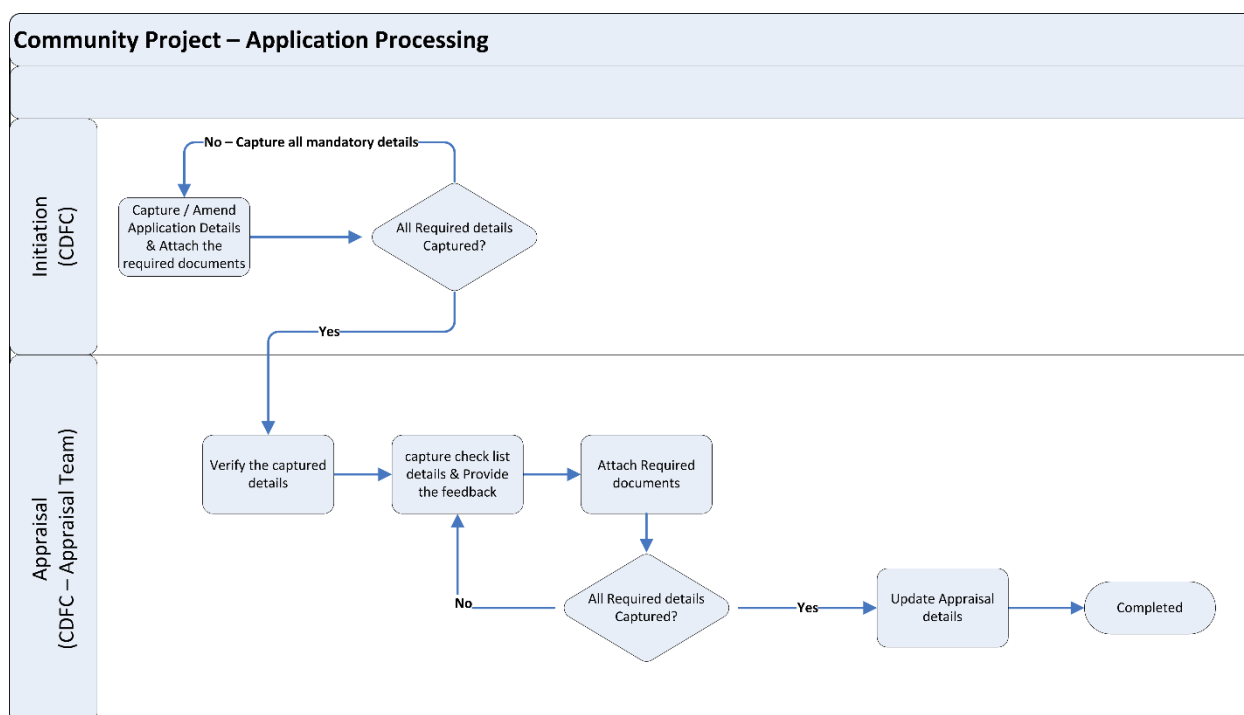 Community Project – Application Processing
Initiation
(CDFC)
No – Capture all mandatory details
Capture / Amend
Application Details
& Attach the
required documents
All Required details
Captured?
Yes
Appraisal
(CDFC – Appraisal Team)
Verify the captured
details
capture check list
details & Provide
the feedback
Attach Required
documents
All Required details
Captured?
No
Yes
Update Appraisal
details
Completed